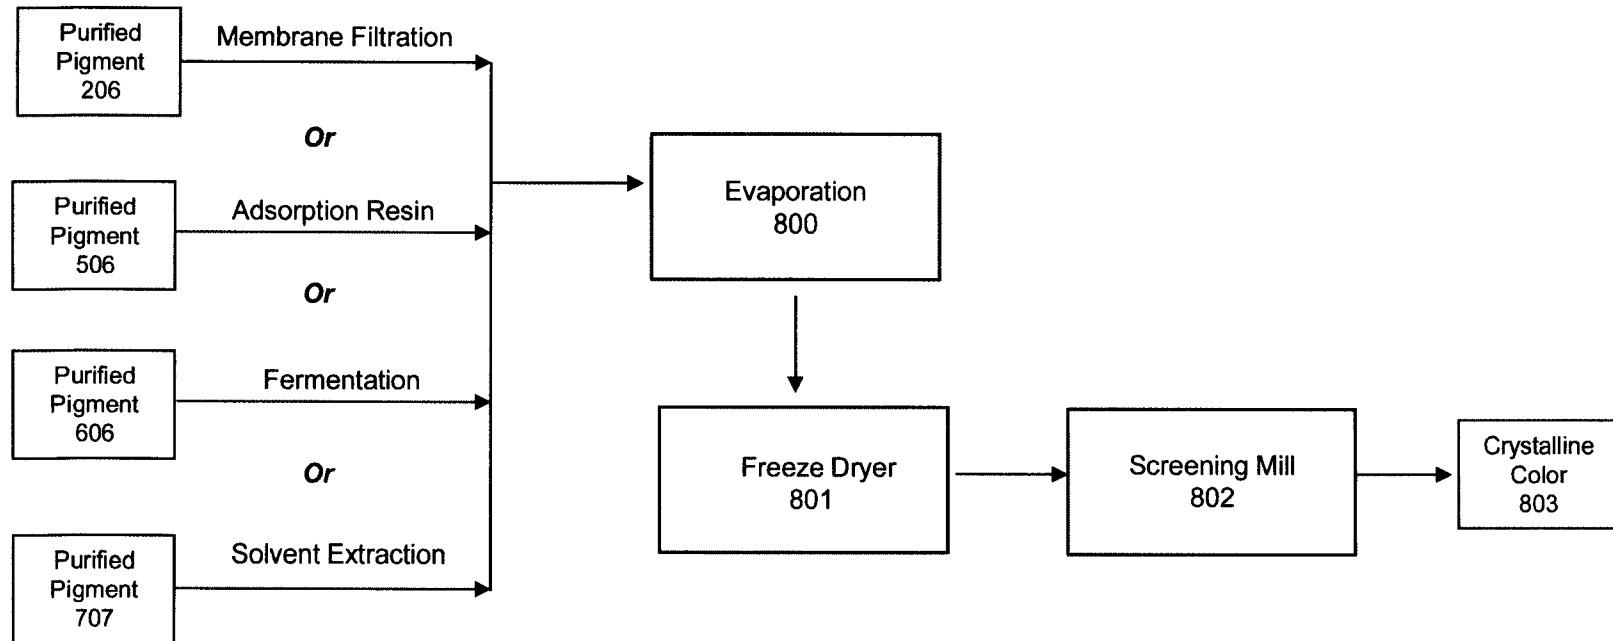 Purified
Pigment
206
Membrane Filtration
Or
Purified
Pigment
506
Adsorption Resin
Or
Purified
Pigment
606
Fermentation
Or
Purified
Pigment
707
Solvent Extraction
Evaporation
800
Freeze Dryer
801
Screening Mill
802
Crystalline
Color
803